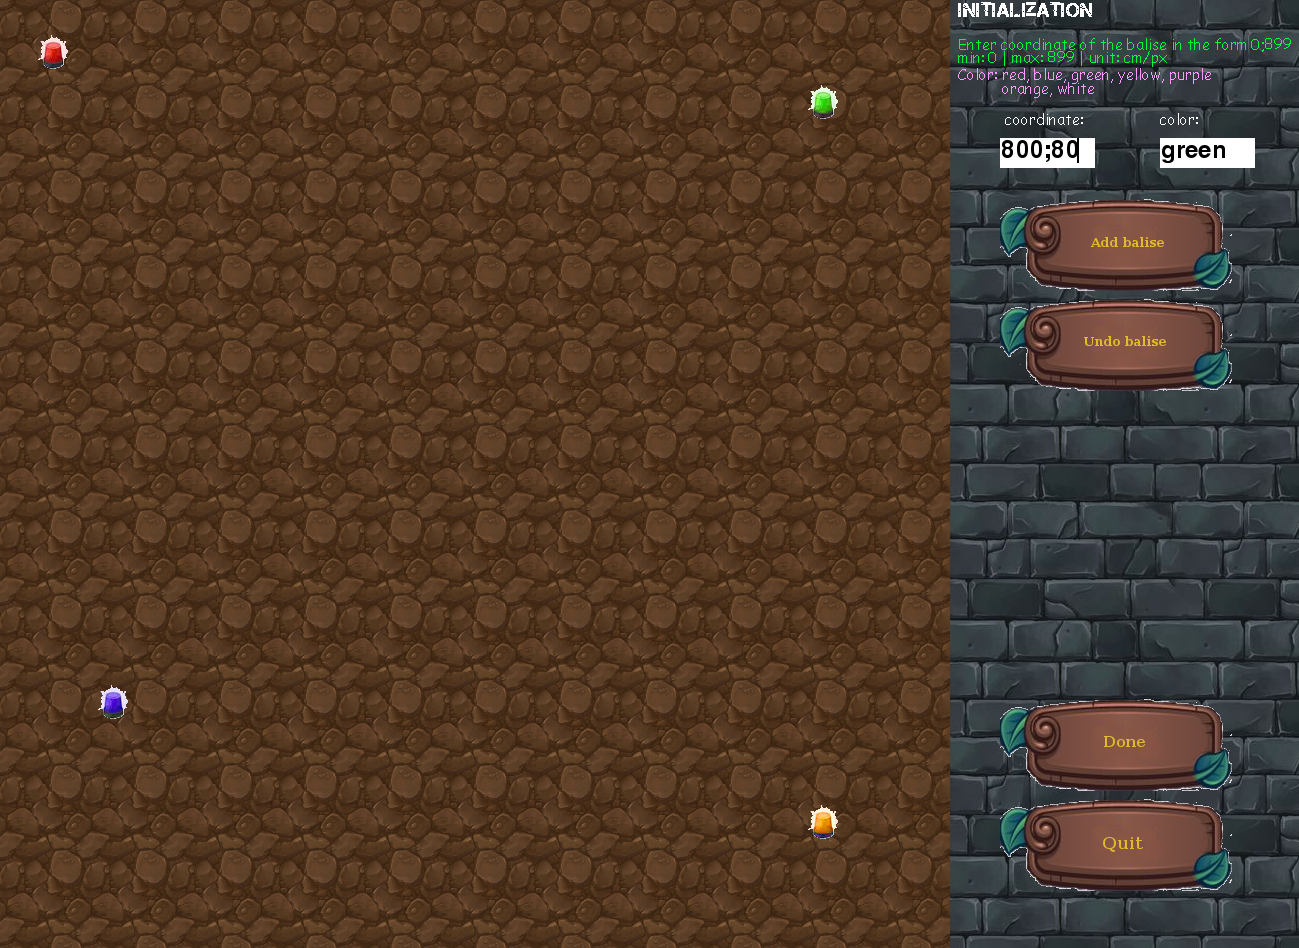 INITIALIZATION
Enter coordinate of the balise in the form 0;899
min: 0 | max: 899 | unit: cm/px
Color: red, blue, green, yellow, purple
orange, white
coordinate: color:
800;80 green
Add balise
Undo balise
Done
Quit